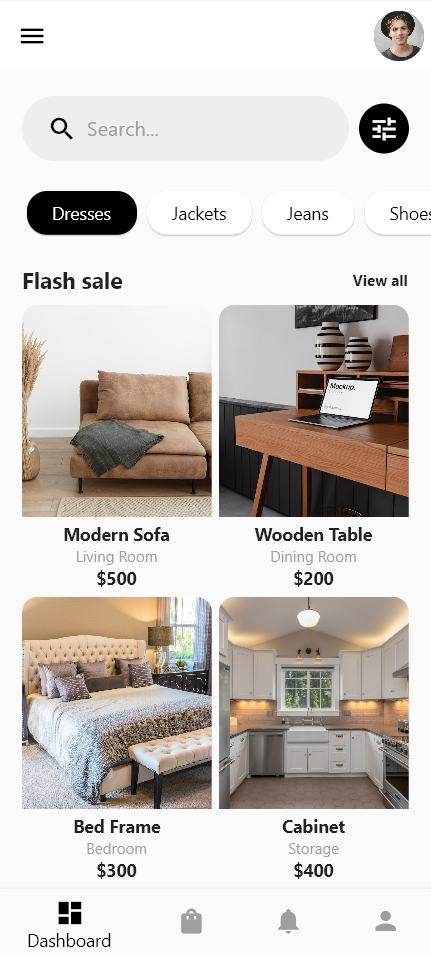 Search...
Dresses
Jackets
Jeans
Shoes
Flash sale
View all
Mockup.
Modern Sofa
Living Room
$500
Wooden Table
Dining Room
$200
Bed Frame
Bedroom
$300
Cabinet
Storage
$400
Dashboard